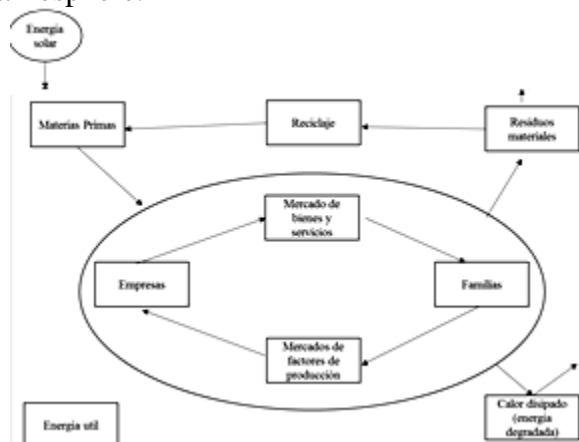 Energía
solar
Materias Primas
Reciclaje
Residuos
materiales
Mercado de
bienes y
servicios
Empresas
Familias
Mercados de
factores de
producción
Energia util
Calor disipado
(energía
degradada)